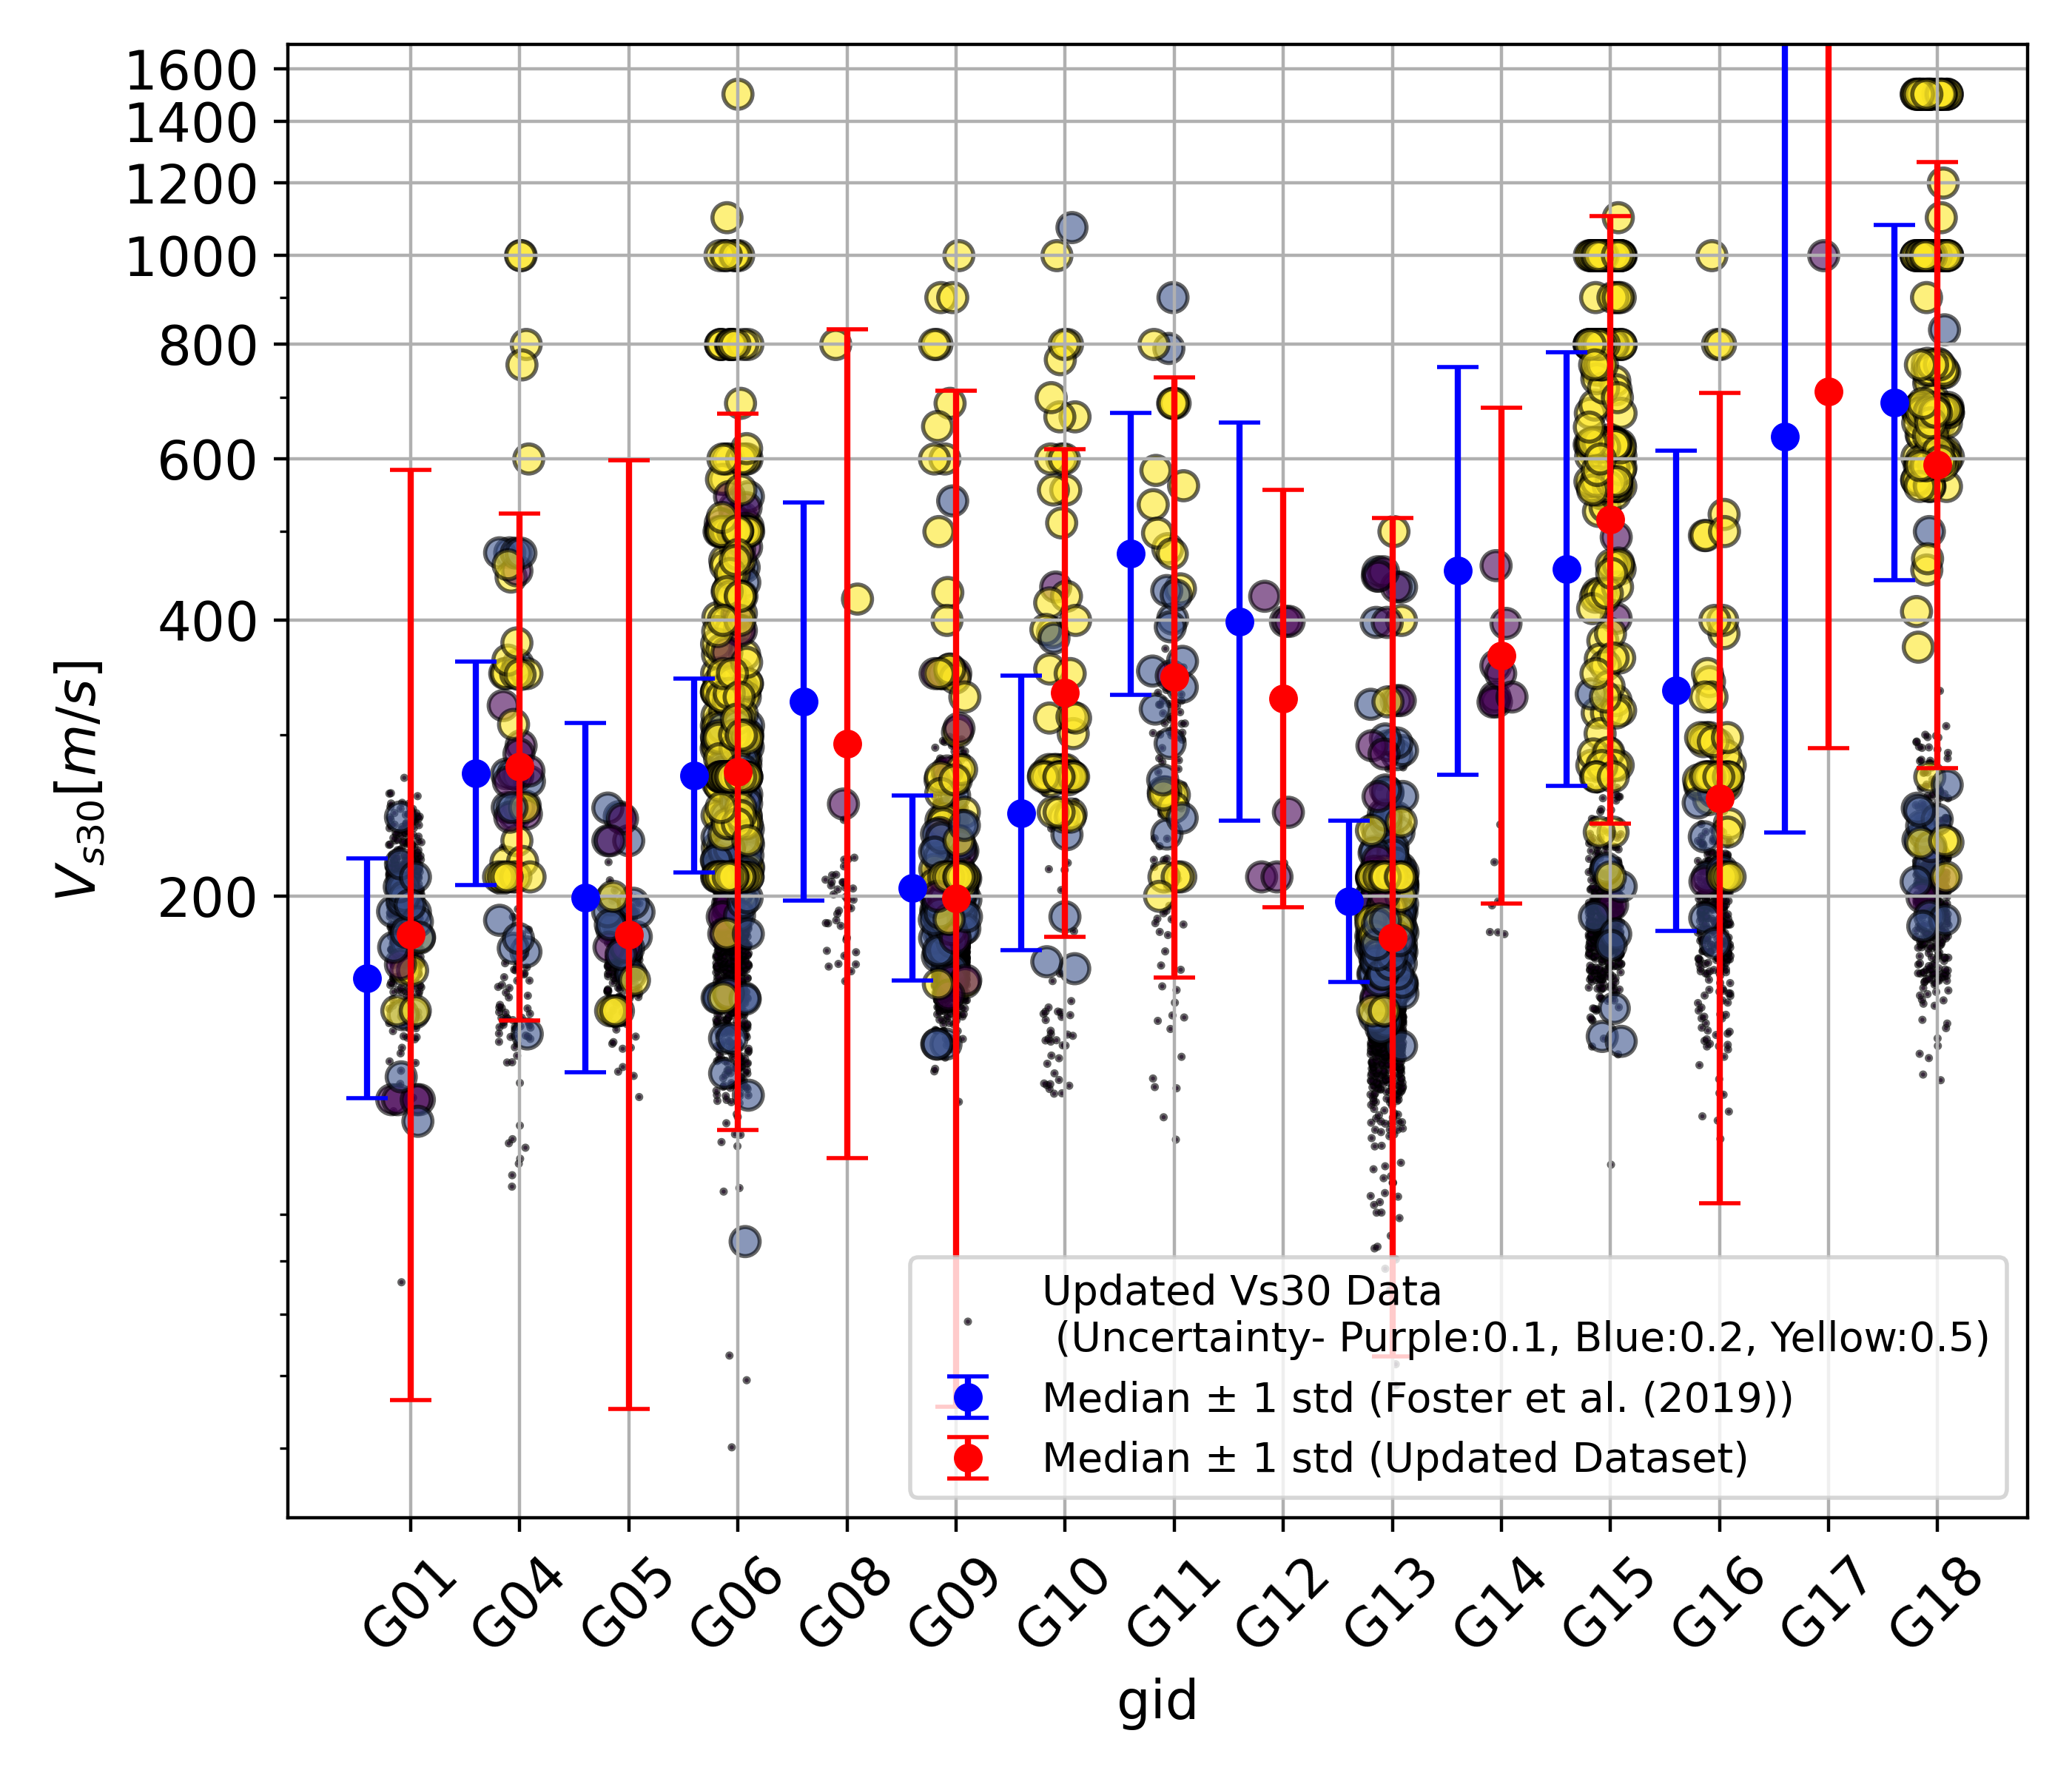 1600
1400
1200
1000
800
600
400
200
V_s30[m/s]
Updated Vs30 Data
(Uncertainty- Purple:0.1, Blue:0.2, Yellow:0.5)
Median ± 1 std (Foster et al. (2019))
Median ± 1 std (Updated Dataset)
G01 G04 G05 G06 G08 G09 G10 G11 G12 G13 G14 G15 G16 G17 G18
gid